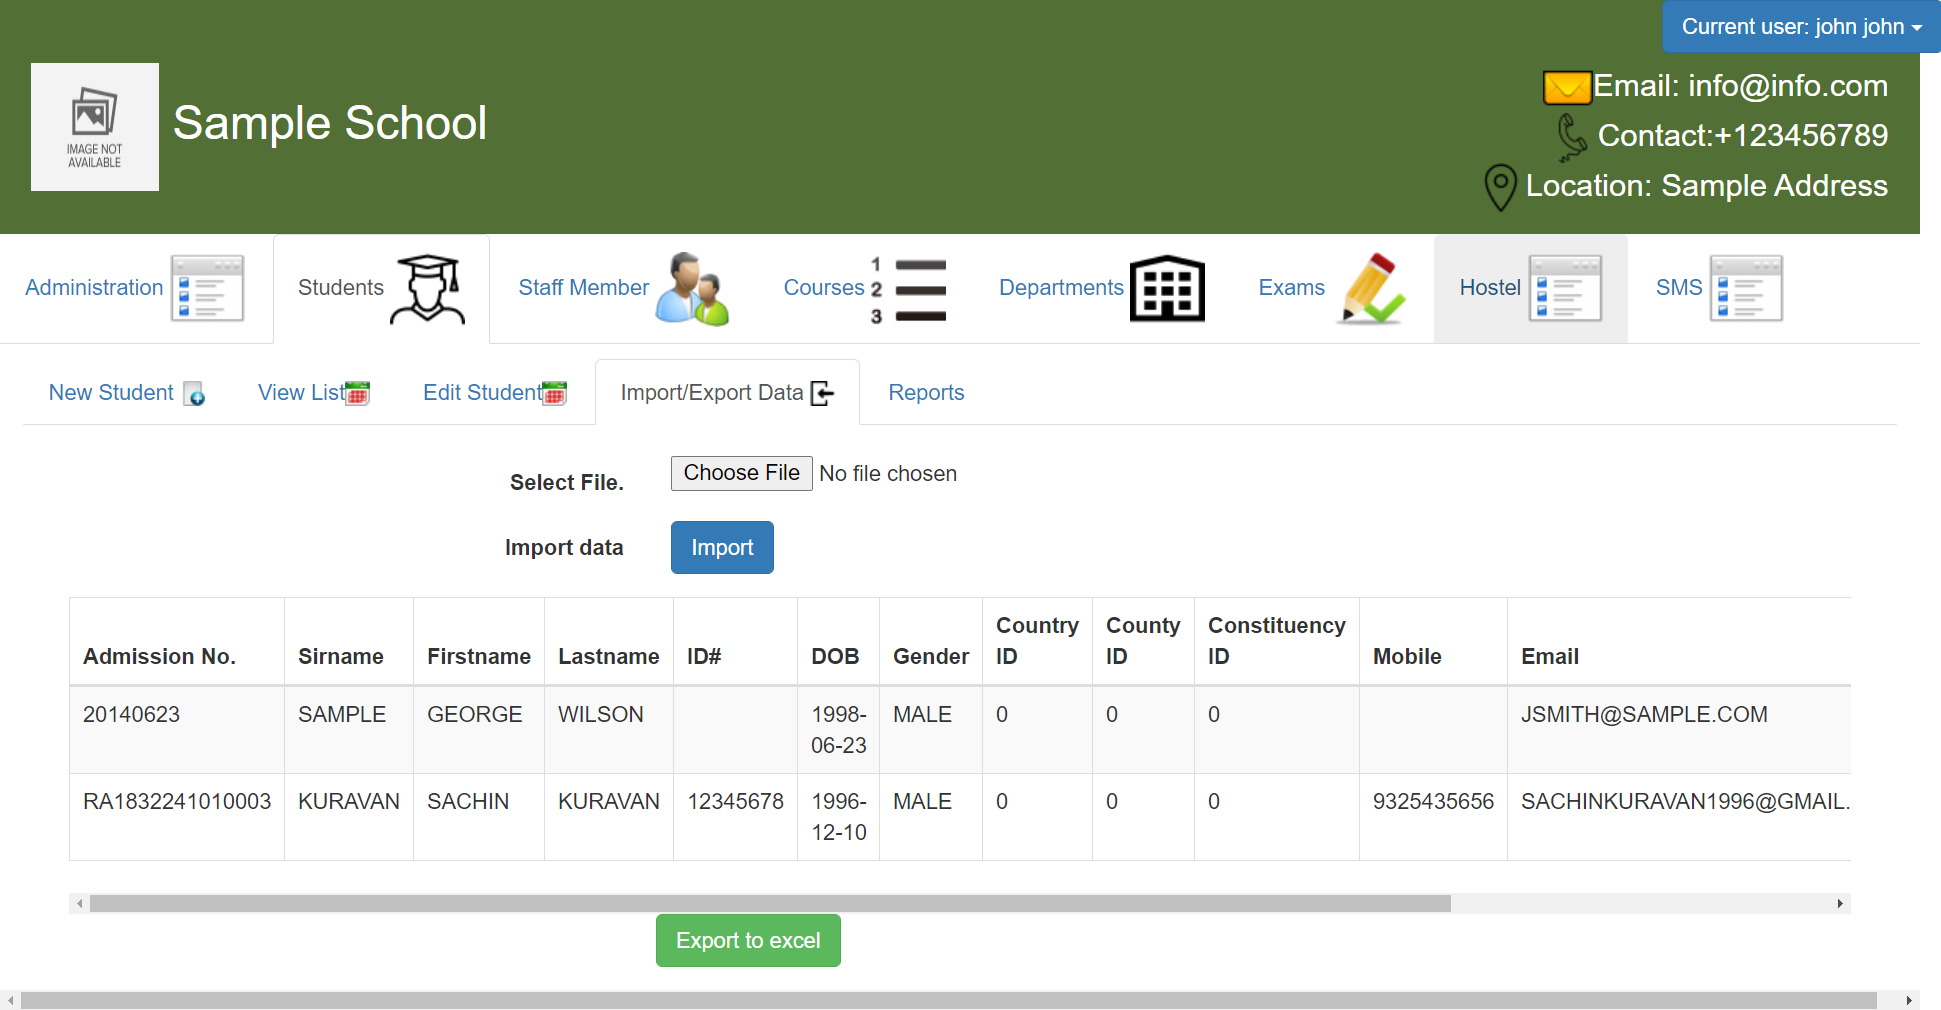 Current user: john john
IMAGE NOT
AVAILABLE
Sample School
Email: info@info.com
Contact:+123456789
Location: Sample Address
Administration
Students
Staff Member
Courses
1
2
3
Departments
Exams
Hostel
SMS
New Student
View List
Edit Student
Import/Export Data
Reports
Select File.
Choose File No file chosen
Import data
Import
Admission No. Sirname Firstname Lastname ID# DOB Gender Country ID County ID Constituency ID Mobile Email
20140623 SAMPLE GEORGE WILSON 1998-06-23 MALE 0 0 0 JSMITH@SAMPLE.COM
RA1832241010003 KURAVAN SACHIN KURAVAN 12345678 1996-12-10 MALE 0 0 0 9325435656 SACHINKURAVAN1996@GMAIL.
Export to excel